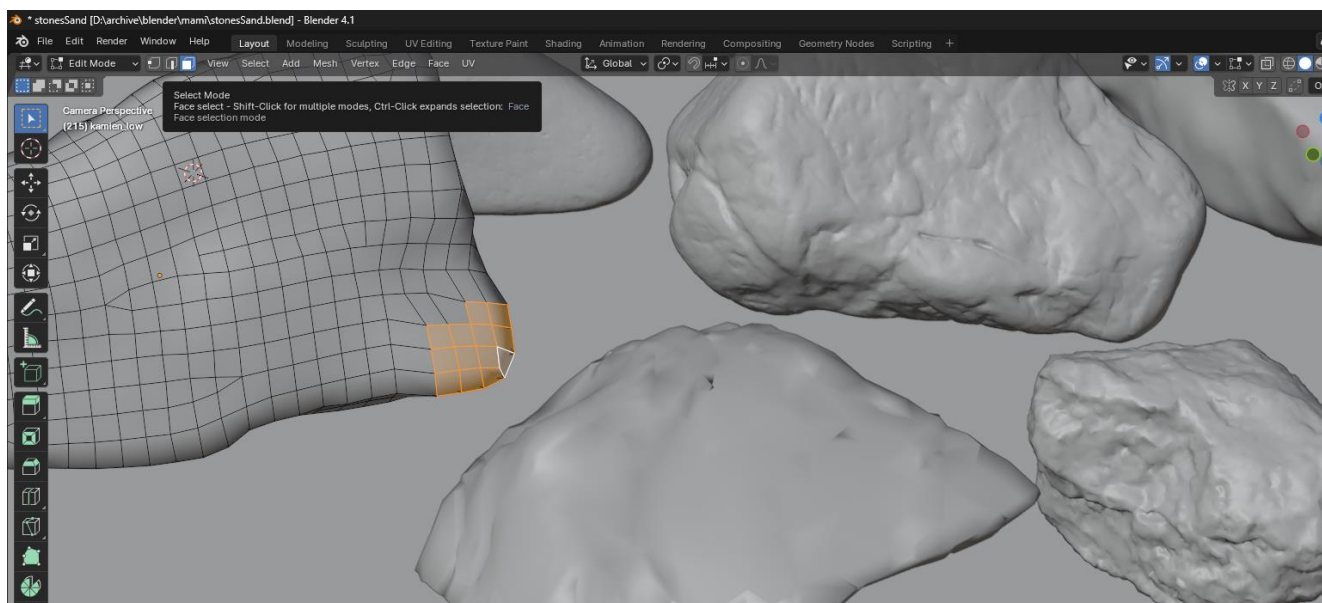 * stonesSand [D:\archive\blender\mami\stonesSand.blend] - Blender 4.1
File Edit Render Window Help Layout Modeling Sculpting UV Editing Texture Paint Shading Animation Rendering Compositing Geometry Nodes Scripting +
Edit Mode View Select Add Mesh Vertex Edge Face UV Global
X Y Z
Select Mode
Face select - Shift-Click for multiple modes, Ctrl-Click expands selection: Face
Face selection mode
Camera Perspective
(215) kamien_low